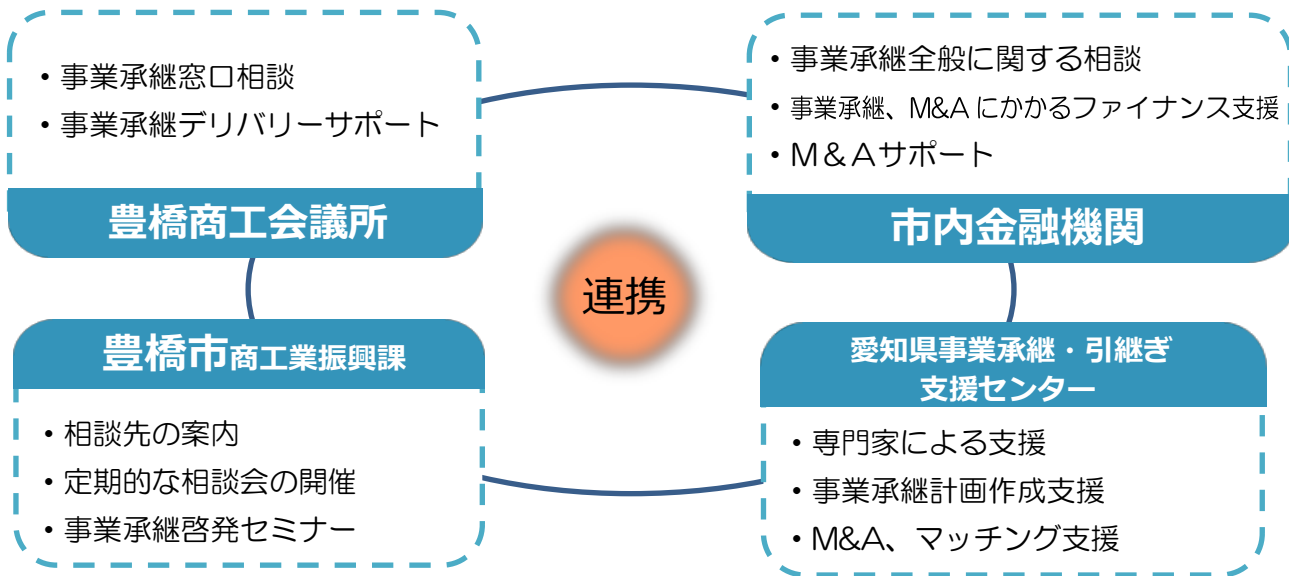 ・事業承継窓口相談
・事業承継デリバリーサポート
豊橋商工会議所
・事業承継全般に関する相談
・事業承継、M&Aにかかるファイナンス支援
・M＆Aサポート
市内金融機関
連携
豊橋市商工業振興課
・相談先の案内
・定期的な相談会の開催
・事業承継啓発セミナー
愛知県事業承継・引継ぎ
支援センター
・専門家による支援
・事業承継計画作成支援
・M&A、マッチング支援